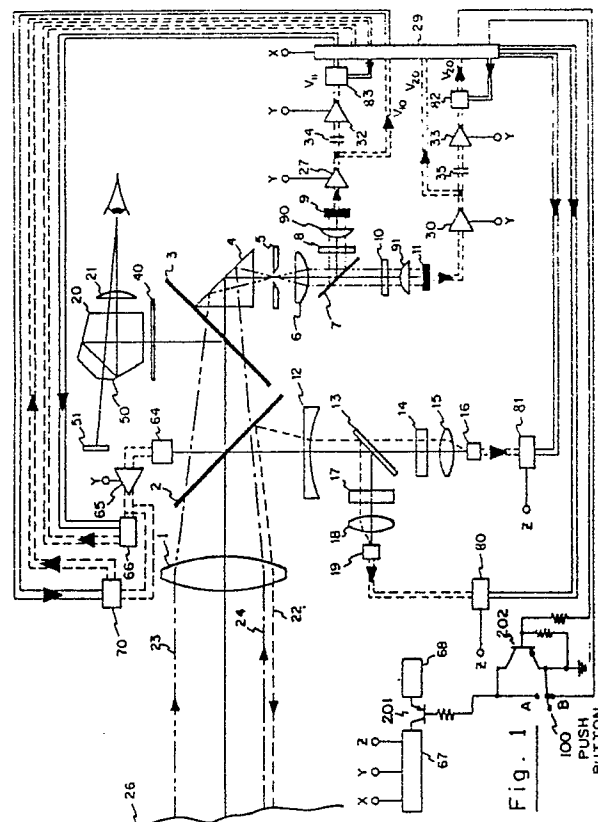 26
23
24
22
1
2
3
4
5
6
7
8
90
9
10
91
11
12
13
14
15
16
17
18
19
20
21
40
50
51
64
65
Y
66
70
27
Y
34
32
Y
83
V11
V10
X
29
V20
V20
82
33
Y
35
30
Y
81
Z
80
Z
202
201
68
67
X
Y
Z
A
B
100
PUSH
BUTTON
Fig. 1